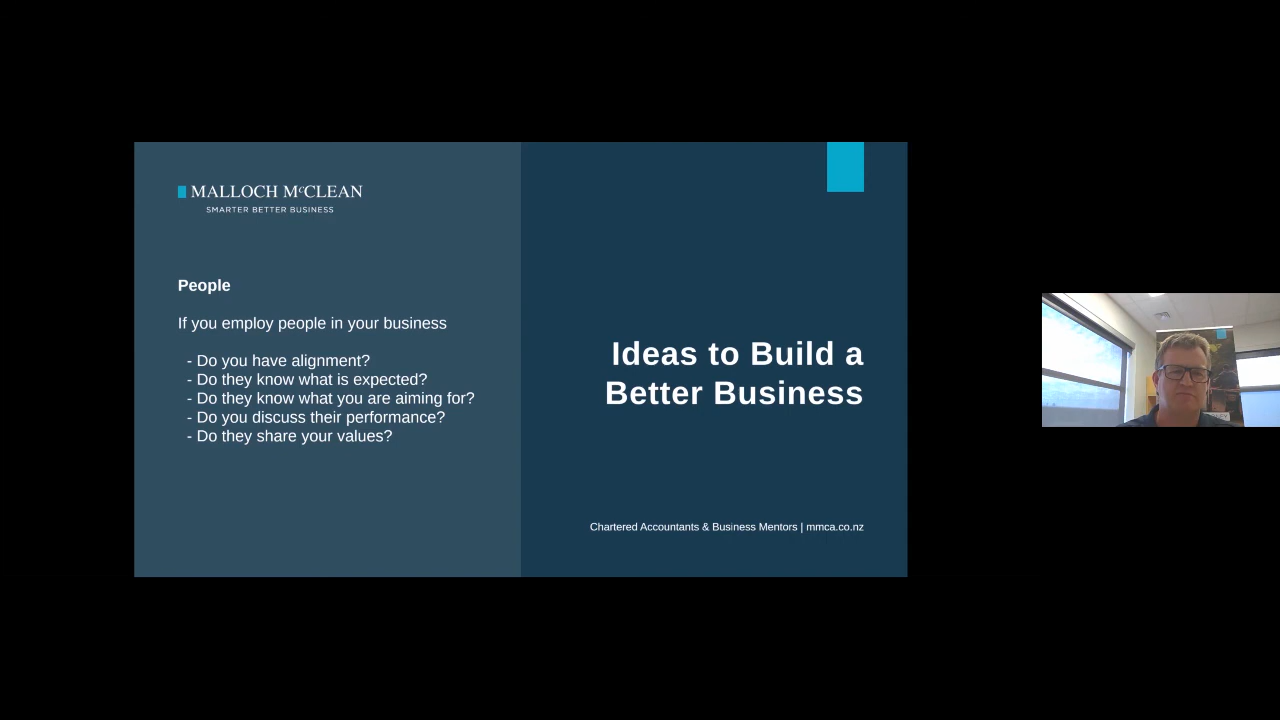 MALLOCH McCLEAN
SMARTER BETTER BUSINESS
People
If you employ people in your business
- Do you have alignment?
- Do they know what is expected?
- Do they know what you are aiming for?
- Do you discuss their performance?
- Do they share your values?
Ideas to Build a
Better Business
Chartered Accountants & Business Mentors | mmca.co.nz